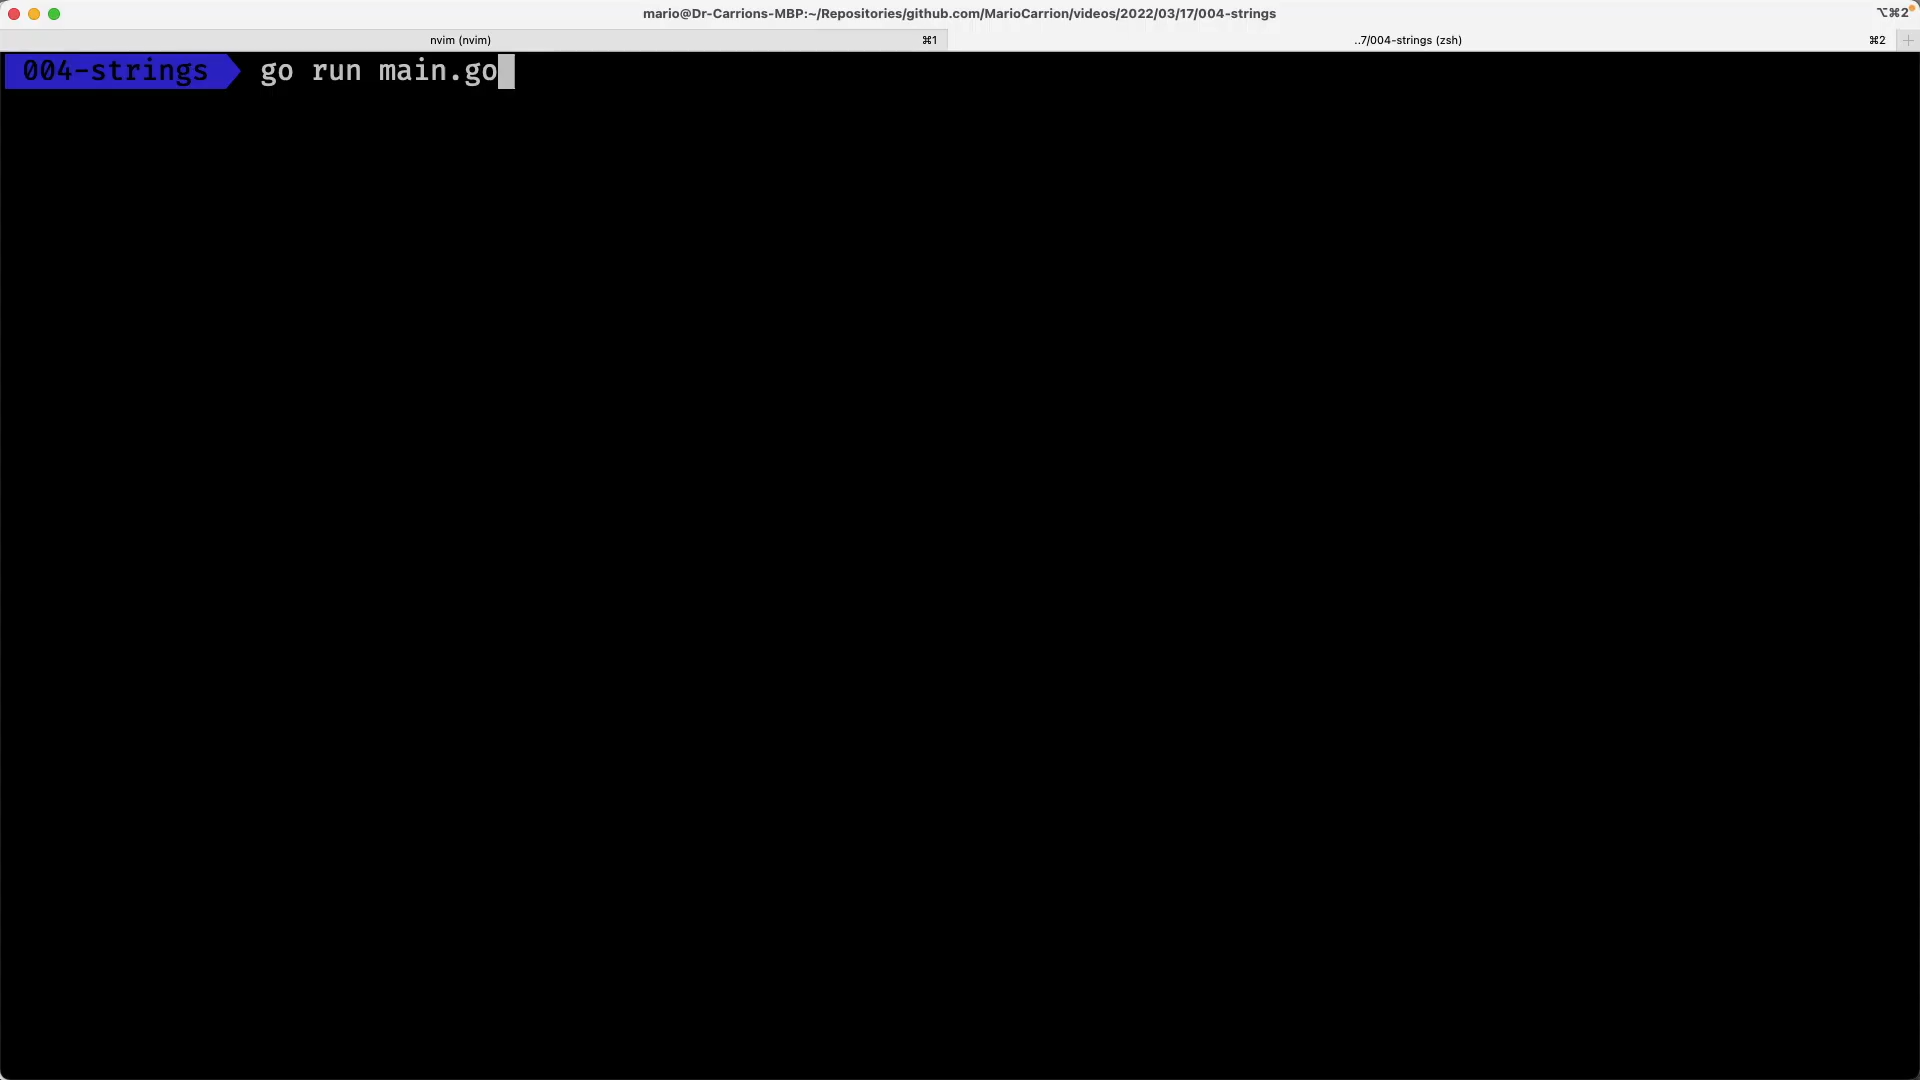 mario@Dr-Carrions-MBP:~/Repositories/github.com/MarioCarrion/videos/2022/03/17/004-strings
⌥⌘2
nvim (nvim) ⌘1
..7/004-strings (zsh) ⌘2 +
004-strings go run main.go